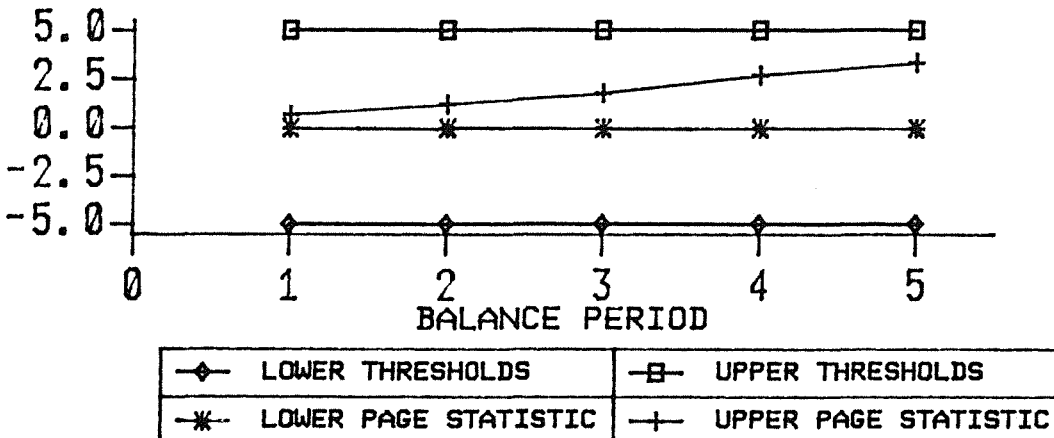 5.0
2.5
0.0
-2.5
-5.0
0 1 2 3 4 5
BALANCE PERIOD
LOWER THRESHOLDS UPPER THRESHOLDS
LOWER PAGE STATISTIC UPPER PAGE STATISTIC